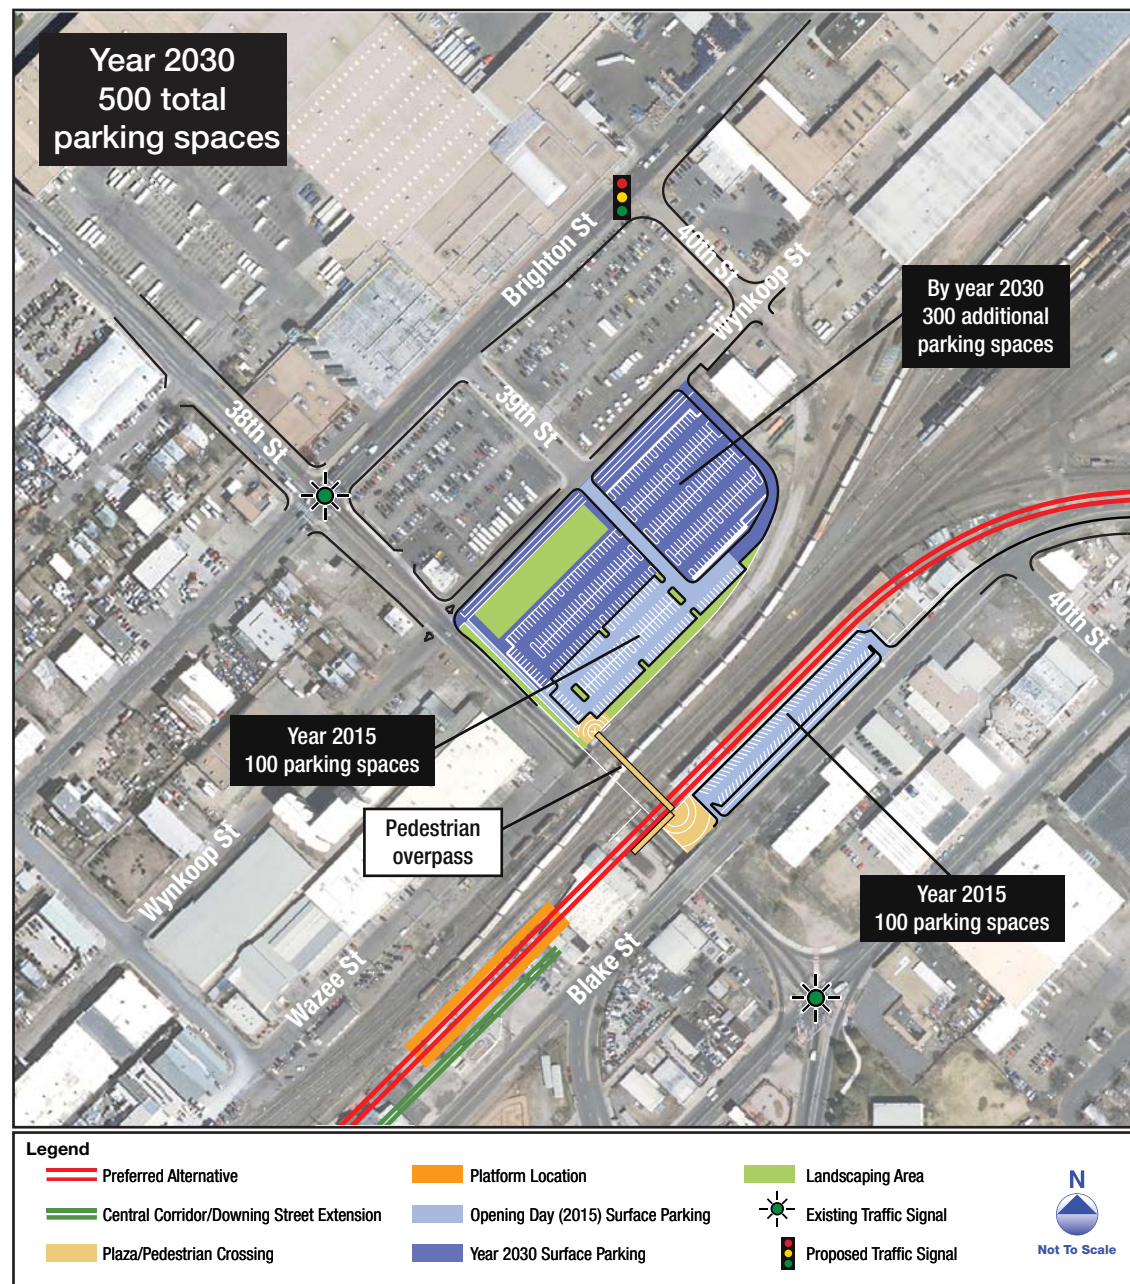 Year 2030
500 total
parking spaces
Brighton St
40th St
Wynkoop St
By year 2030
300 additional
parking spaces
38th St
39th St
40th St
Year 2015
100 parking spaces
Pedestrian
overpass
Year 2015
100 parking spaces
Wynkoop St
Wazee St
Blake St
Legend
Preferred Alternative
Central Corridor/Downing Street Extension
Plaza/Pedestrian Crossing
Platform Location
Opening Day (2015) Surface Parking
Year 2030 Surface Parking
Landscaping Area
Existing Traffic Signal
Proposed Traffic Signal
N
Not To Scale